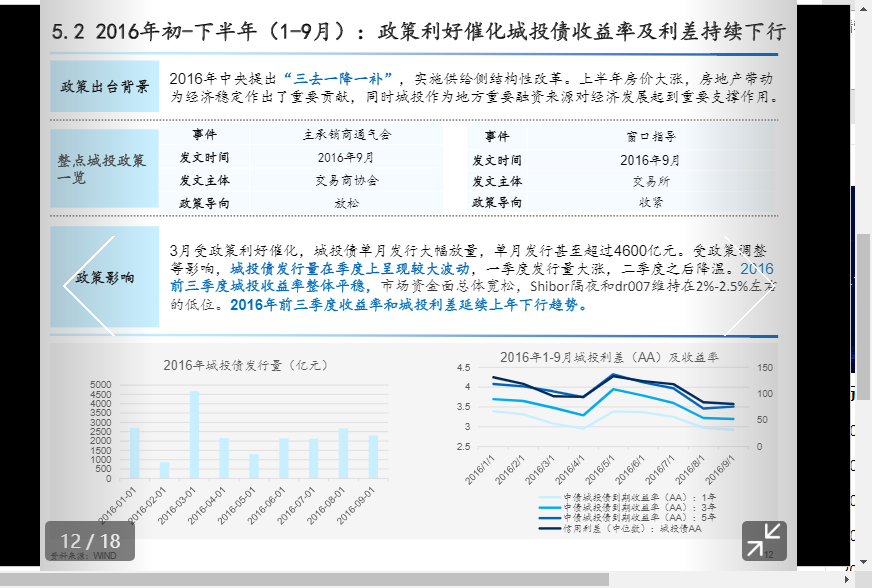 5.2 2016年初-下半年（1-9月）：政策利好催化城投债收益率及利差持续下行
政策出台背景
2016年中央提出“三去一降一补”，实施供给侧结构性改革。上半年房价大涨，房地产带动
为经济稳定作出了重要贡献，同时城投作为地方重要融资来源对经济发展起到重要支撑作用。
整点城投政策
一览
事件 主承销商通气会
发文时间 2016年9月
发文主体 交易商协会
政策导向 放松
事件 窗口指导
发文时间 2016年9月
发文主体 交易所
政策导向 收紧
政策影响
3月受政策利好催化，城投债单月发行大幅放量，单月发行甚至超过4600亿元。受政策调整
等影响，城投债发行量在季度上呈现较大波动，一季度发行量大涨，二季度之后降温。2016
前三季度城投收益率整体平稳，市场资金面总体宽松，Shibor隔夜和dr007维持在2%-2.5%左右
的低位。2016年前三季度收益率和城投利差延续上年下行趋势。
2016年城投债发行量（亿元）
5000
4500
4000
3500
3000
2500
2000
1500
1000
500
0
2016-01-01
2016-02-01
2016-03-01
2016-04-01
2016-05-01
2016-06-01
2016-07-01
2016-08-01
2016-09-01
2016年1-9月城投利差（AA）及收益率
4.5
4
3.5
3
2.5
150
100
50
0
2016/1/1
2016/2/1
2016/3/1
2016/4/1
2016/5/1
2016/6/1
2016/7/1
2016/8/1
2016/9/1
中债城投债到期收益率（AA）：1年
中债城投债到期收益率（AA）：3年
中债城投债到期收益率（AA）：5年
信用利差（中位数）：城投债AA
12 / 18
资料来源：WIND
12